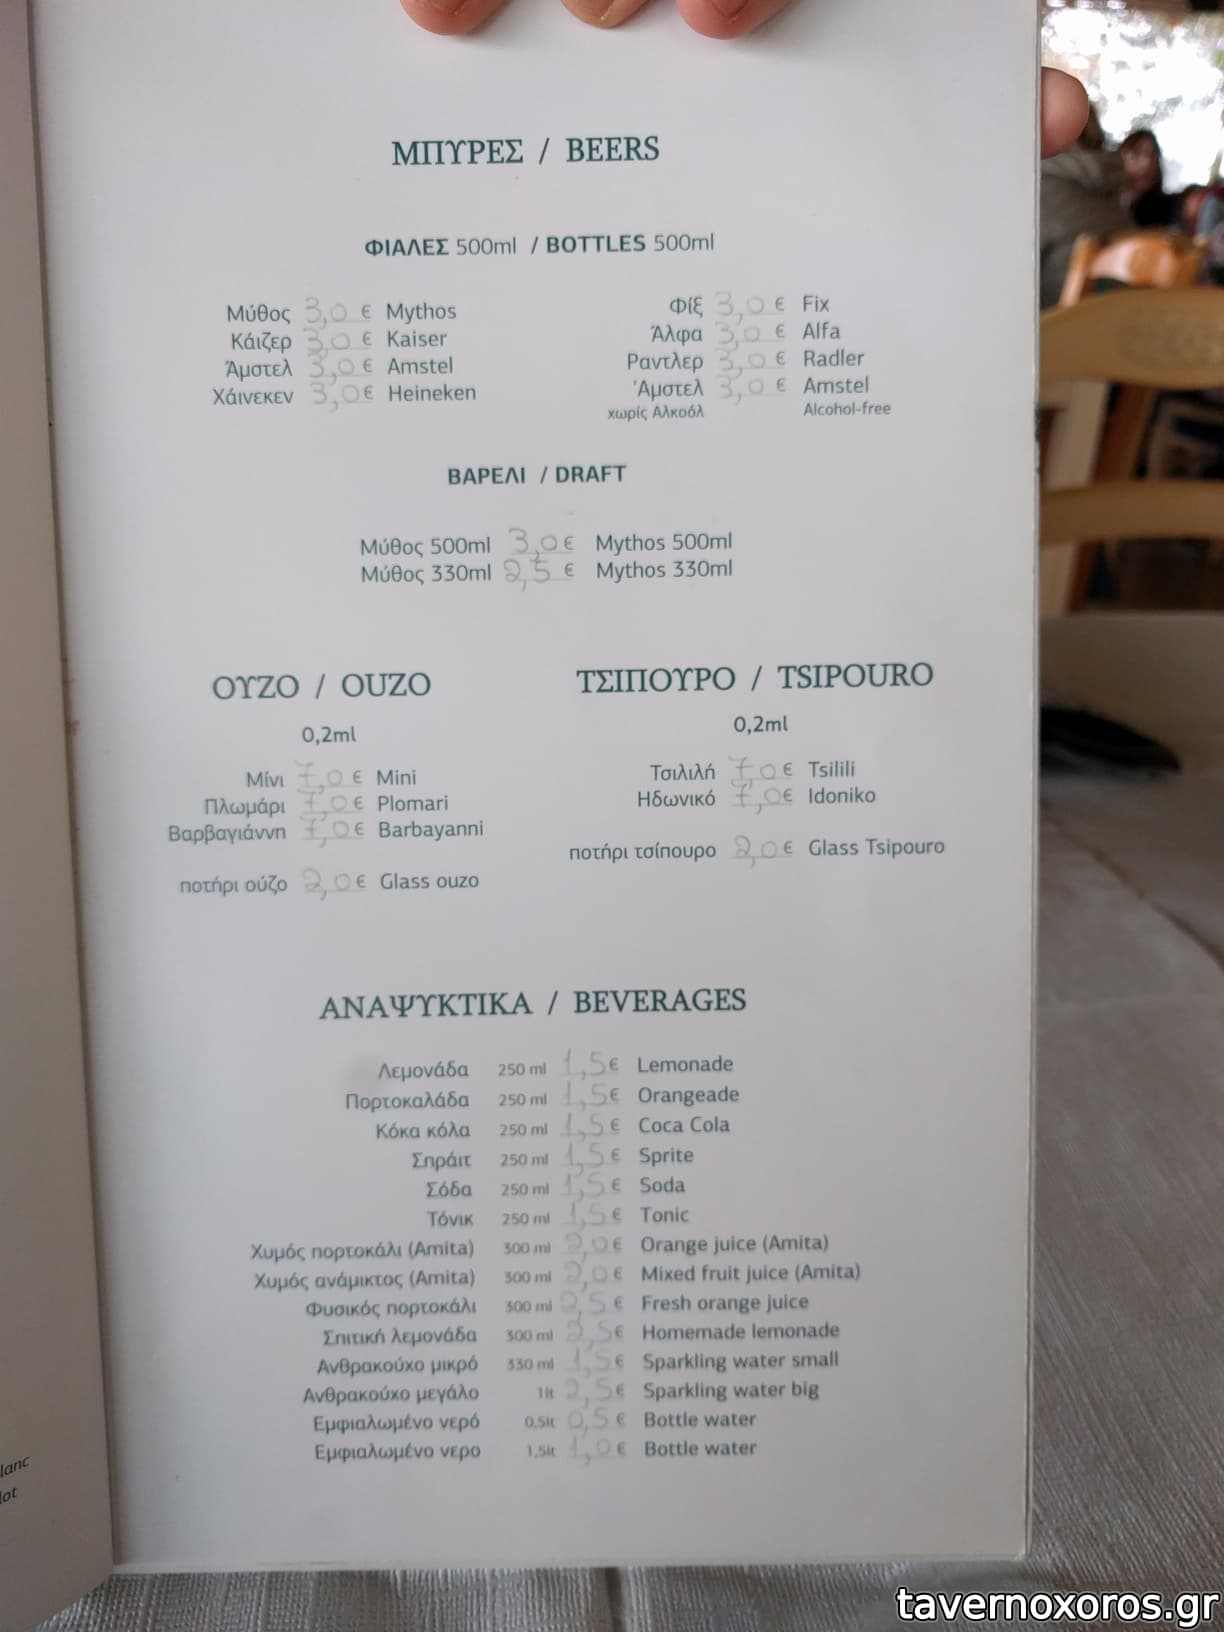 ΜΠΥΡΕΣ / BEERS
ΦΙΑΛΕΣ 500ml / BOTTLES 500ml
Μύθος 3,0 € Mythos
Κάιζερ 3,0 € Kaiser
Άμστελ 3,0 € Amstel
Χάινεκεν 3,0 € Heineken
Φίξ 3,0 € Fix
Άλφα 3,0 € Alfa
Ραντλερ 3,0 € Radler
'Αμστελ 3,0 € Amstel
χωρίς Αλκοόλ Alcohol-free
ΒΑΡΕΛΙ / DRAFT
Μύθος 500ml 3,0 € Mythos 500ml
Μύθος 330ml 2,5 € Mythos 330ml
ΟΥΖΟ / OUZO
0,2ml
Μίνι 7,0 € Mini
Πλωμάρι 7,0 € Plomari
Βαρβαγιάννη 7,0 € Barbayanni
ποτήρι ούζο 2,0 € Glass ouzo
ΤΣΙΠΟΥΡΟ / TSIPOURO
0,2ml
Τσιλιλή 7,0 € Tsilili
Ηδωνικό 7,0 € Idoniko
ποτήρι τσίπουρο 2,0 € Glass Tsipouro
ΑΝΑΨΥΚΤΙΚΑ / BEVERAGES
Λεμονάδα 250 ml 1,5 € Lemonade
Πορτοκαλάδα 250 ml 1,5 € Orangeade
Κόκα κόλα 250 ml 1,5 € Coca Cola
Σπράιτ 250 ml 1,5 € Sprite
Σόδα 250 ml 1,5 € Soda
Τόνικ 250 ml 1,5 € Tonic
Χυμός πορτοκάλι (Amita) 300 ml 2,0 € Orange juice (Amita)
Χυμός ανάμικτος (Amita) 300 ml 2,0 € Mixed fruit juice (Amita)
Φυσικός πορτοκάλι 300 ml 2,5 € Fresh orange juice
Σπιτική λεμονάδα 300 ml € Homemade lemonade
Ανθρακούχο μικρό 330 ml 1,5 € Sparkling water small
Ανθρακούχο μεγάλο 1lt 2,5 € Sparkling water big
Εμφιαλωμένο νερό 0,5lt 0,5 € Bottle water
Εμφιαλωμένο νερο 1,5lt 1,0 € Bottle water
lanc
lot
tavernoxoros.gr